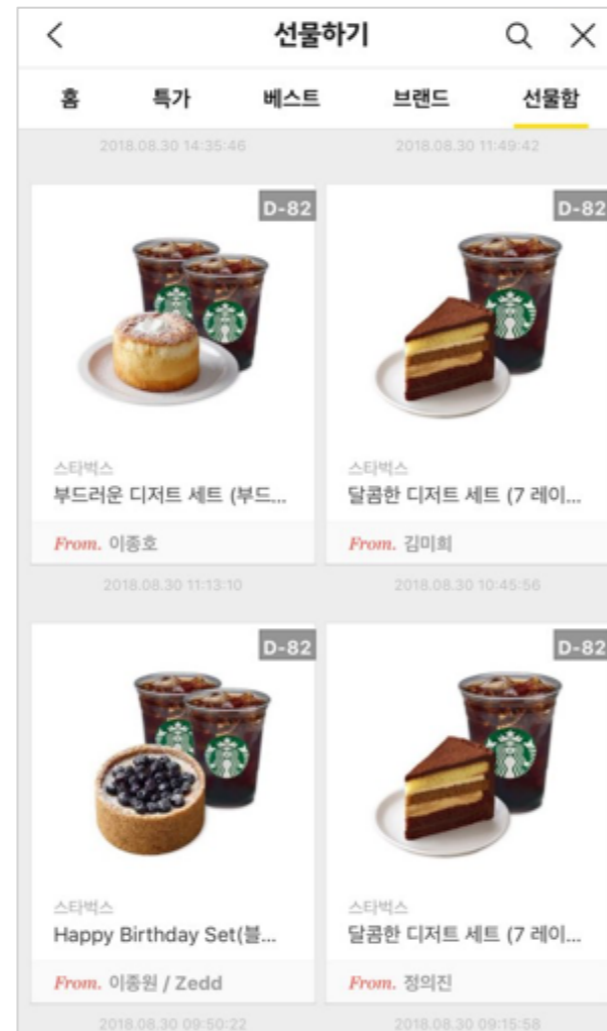 선물하기
홈 특가 베스트 브랜드 선물함
2018.08.30 14:35:46 2018.08.30 11:49:42
D-82 D-82
스타벅스 스타벅스
부드러운 디저트 세트 (부드... 달콤한 디저트 세트 (7 레이...
From. 이종호 From. 김미희
2018.08.30 11:13:10 2018.08.30 10:45:56
D-82 D-82
스타벅스 스타벅스
Happy Birthday Set(블... 달콤한 디저트 세트 (7 레이...
From. 이종원 / Zedd From. 정의진
2018.08.30 09:50:22 2018.08.30 09:15:58